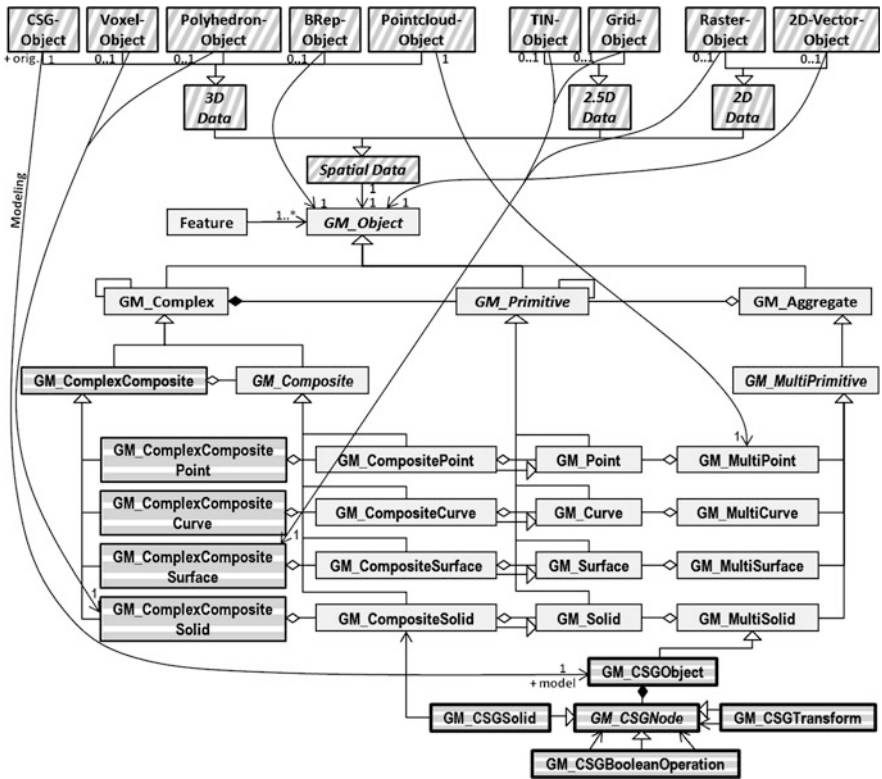 CSG-Object Voxel-Object Polyhedron-Object BRep-Object Pointcloud-Object TIN-Object Grid-Object Raster-Object 2D-Vector-Object
+ orig. 1 0..1 0..1 0..1 1 0..1 0..1 0..1 0..1
3D Data 2.5D Data 2D Data
Spatial Data
1
1 1 1
Modeling
Feature 1..* GM_Object
GM_Complex GM_Primitive GM_Aggregate
GM_ComplexComposite GM_Composite GM_MultiPrimitive
1
GM_ComplexComposite Point GM_CompositePoint GM_Point GM_MultiPoint
GM_ComplexComposite Curve GM_CompositeCurve GM_Curve GM_MultiCurve
1
GM_ComplexComposite Surface GM_CompositeSurface GM_Surface GM_MultiSurface
1
GM_ComplexComposite Solid GM_CompositeSolid GM_Solid GM_MultiSolid
1
+ model
GM_CSGObject
GM_CSGSolid GM_CSGNode GM_CSGTransform
GM_CSGBooleanOperation